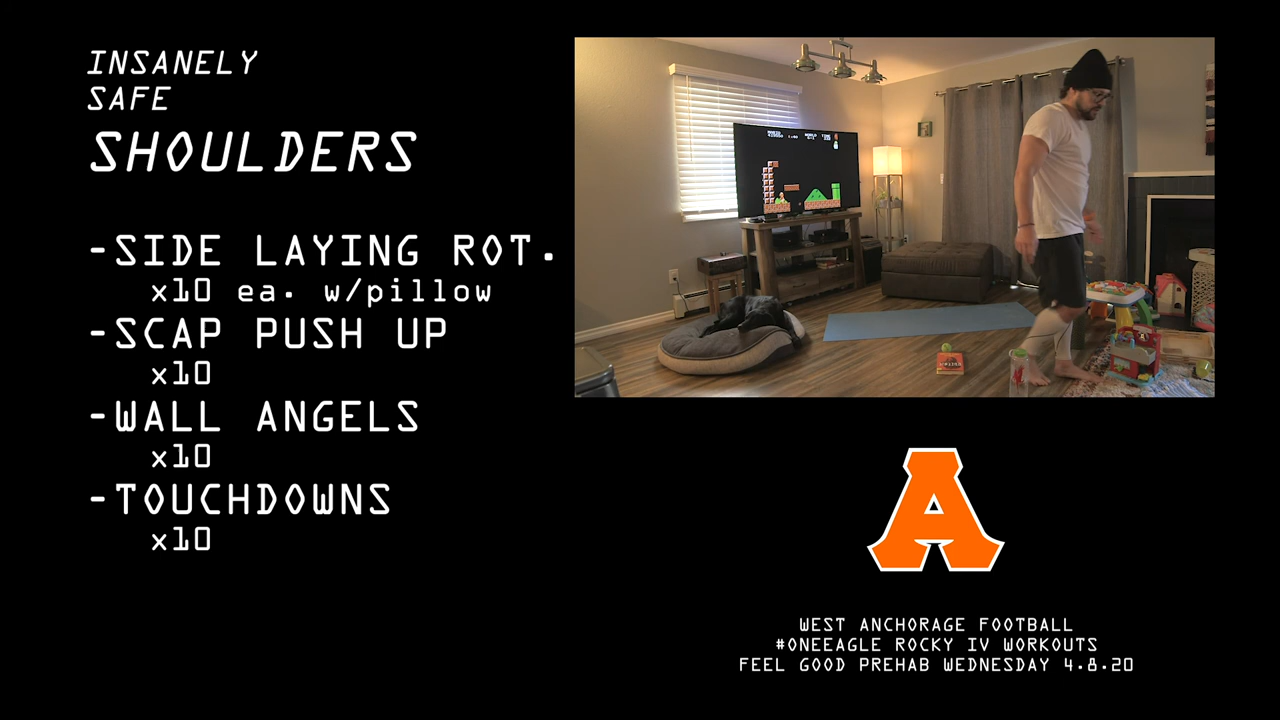 INSANELY
SAFE
SHOULDERS
-SIDE LAYING ROT.
x10 ea. w/pillow
-SCAP PUSH UP
x10
-WALL ANGELS
x10
-TOUCHDOWNS
x10
A
WEST ANCHORAGE FOOTBALL
#ONEEAGLE ROCKY IV WORKOUTS
FEEL GOOD PREHAB WEDNESDAY 4.8.20